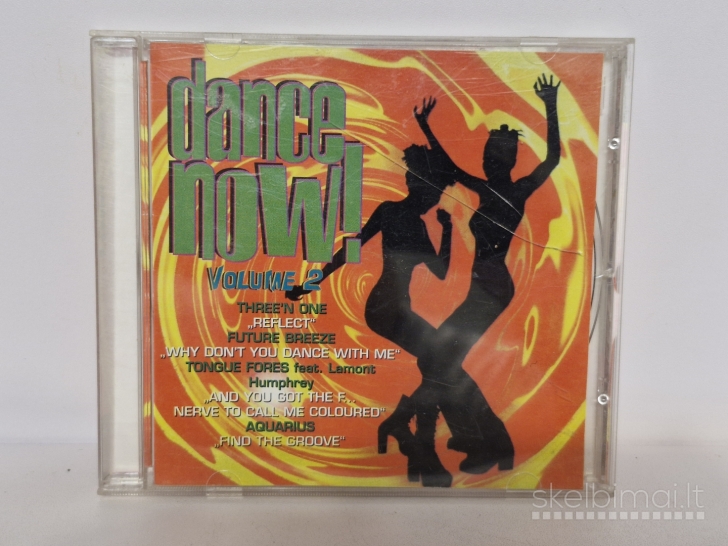 dance
now!
VOLUME 2
THREE'N ONE
„REFLECT“
FUTURE BREEZE
„WHY DON'T YOU DANCE WITH ME“
TONGUE FORES feat. Lemont
Humphrey
„AND YOU GOT THE F...
NERVE TO CALL ME COLOURED“
AQUARIUS
„FIND THE GROOVE“
skelbimai.lt